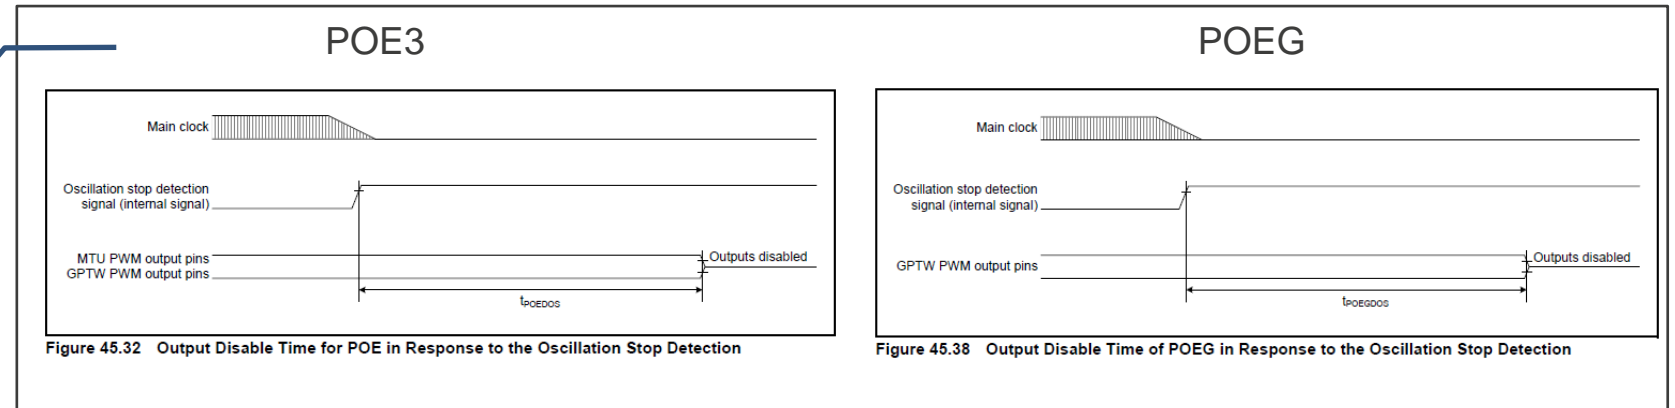 POE3
Main clock
Oscillation stop detection
signal (internal signal)
MTU PWM output pins
GPTW PWM output pins
Outputs disabled
tPOEDOS
Figure 45.32 Output Disable Time for POE in Response to the Oscillation Stop Detection
POEG
Main clock
Oscillation stop detection
signal (internal signal)
GPTW PWM output pins
Outputs disabled
tPOEGDOS
Figure 45.38 Output Disable Time of POEG in Response to the Oscillation Stop Detection